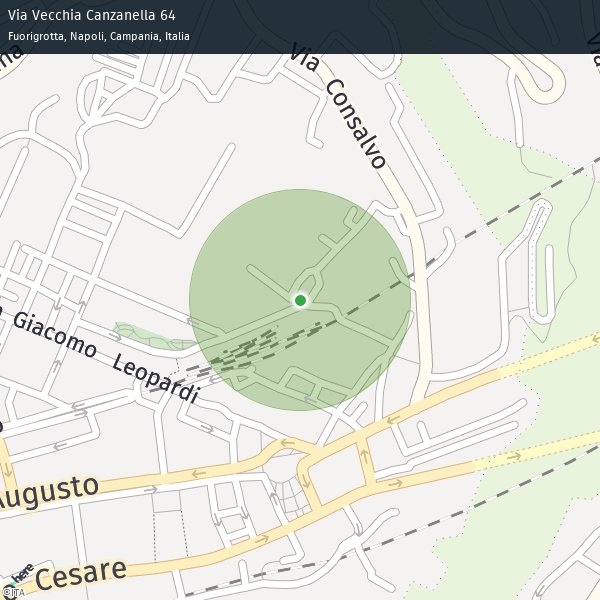 Via Vecchia Canzanella 64
Fuorigrotta, Napoli, Campania, Italia
Via Consalvo
Giacomo Leopardi
Augusto
Cesare
here
©ITA